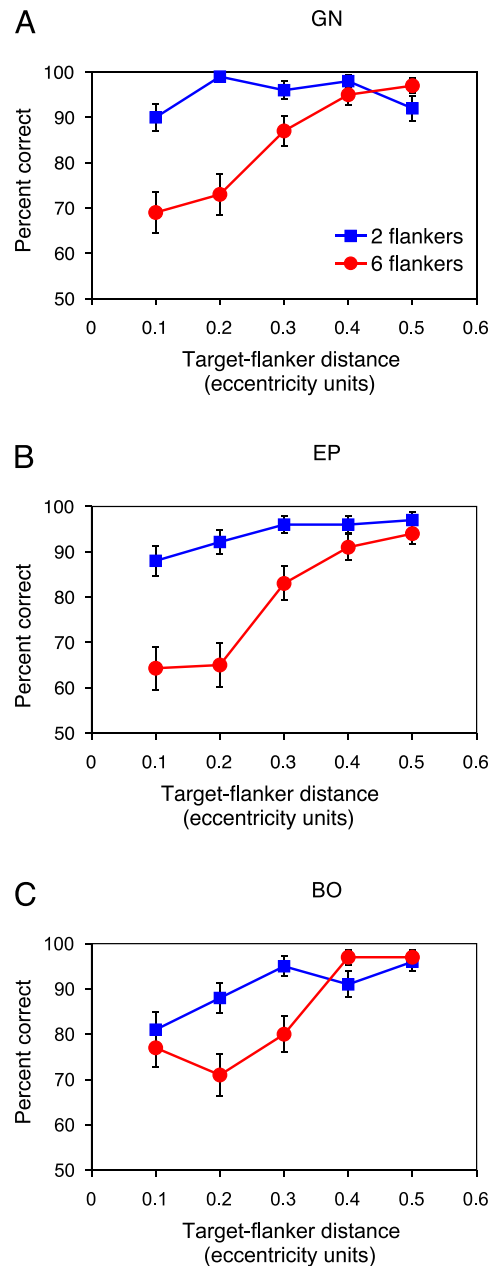 A
GN
Percent correct
100
90
80
70
60
50
2 flankers
6 flankers
0 0.1 0.2 0.3 0.4 0.5 0.6
Target-flanker distance
(eccentricity units)
B
EP
Percent correct
100
90
80
70
60
50
0 0.1 0.2 0.3 0.4 0.5 0.6
Target-flanker distance
(eccentricity units)
C
BO
Percent correct
100
90
80
70
60
50
0 0.1 0.2 0.3 0.4 0.5 0.6
Target-flanker distance
(eccentricity units)